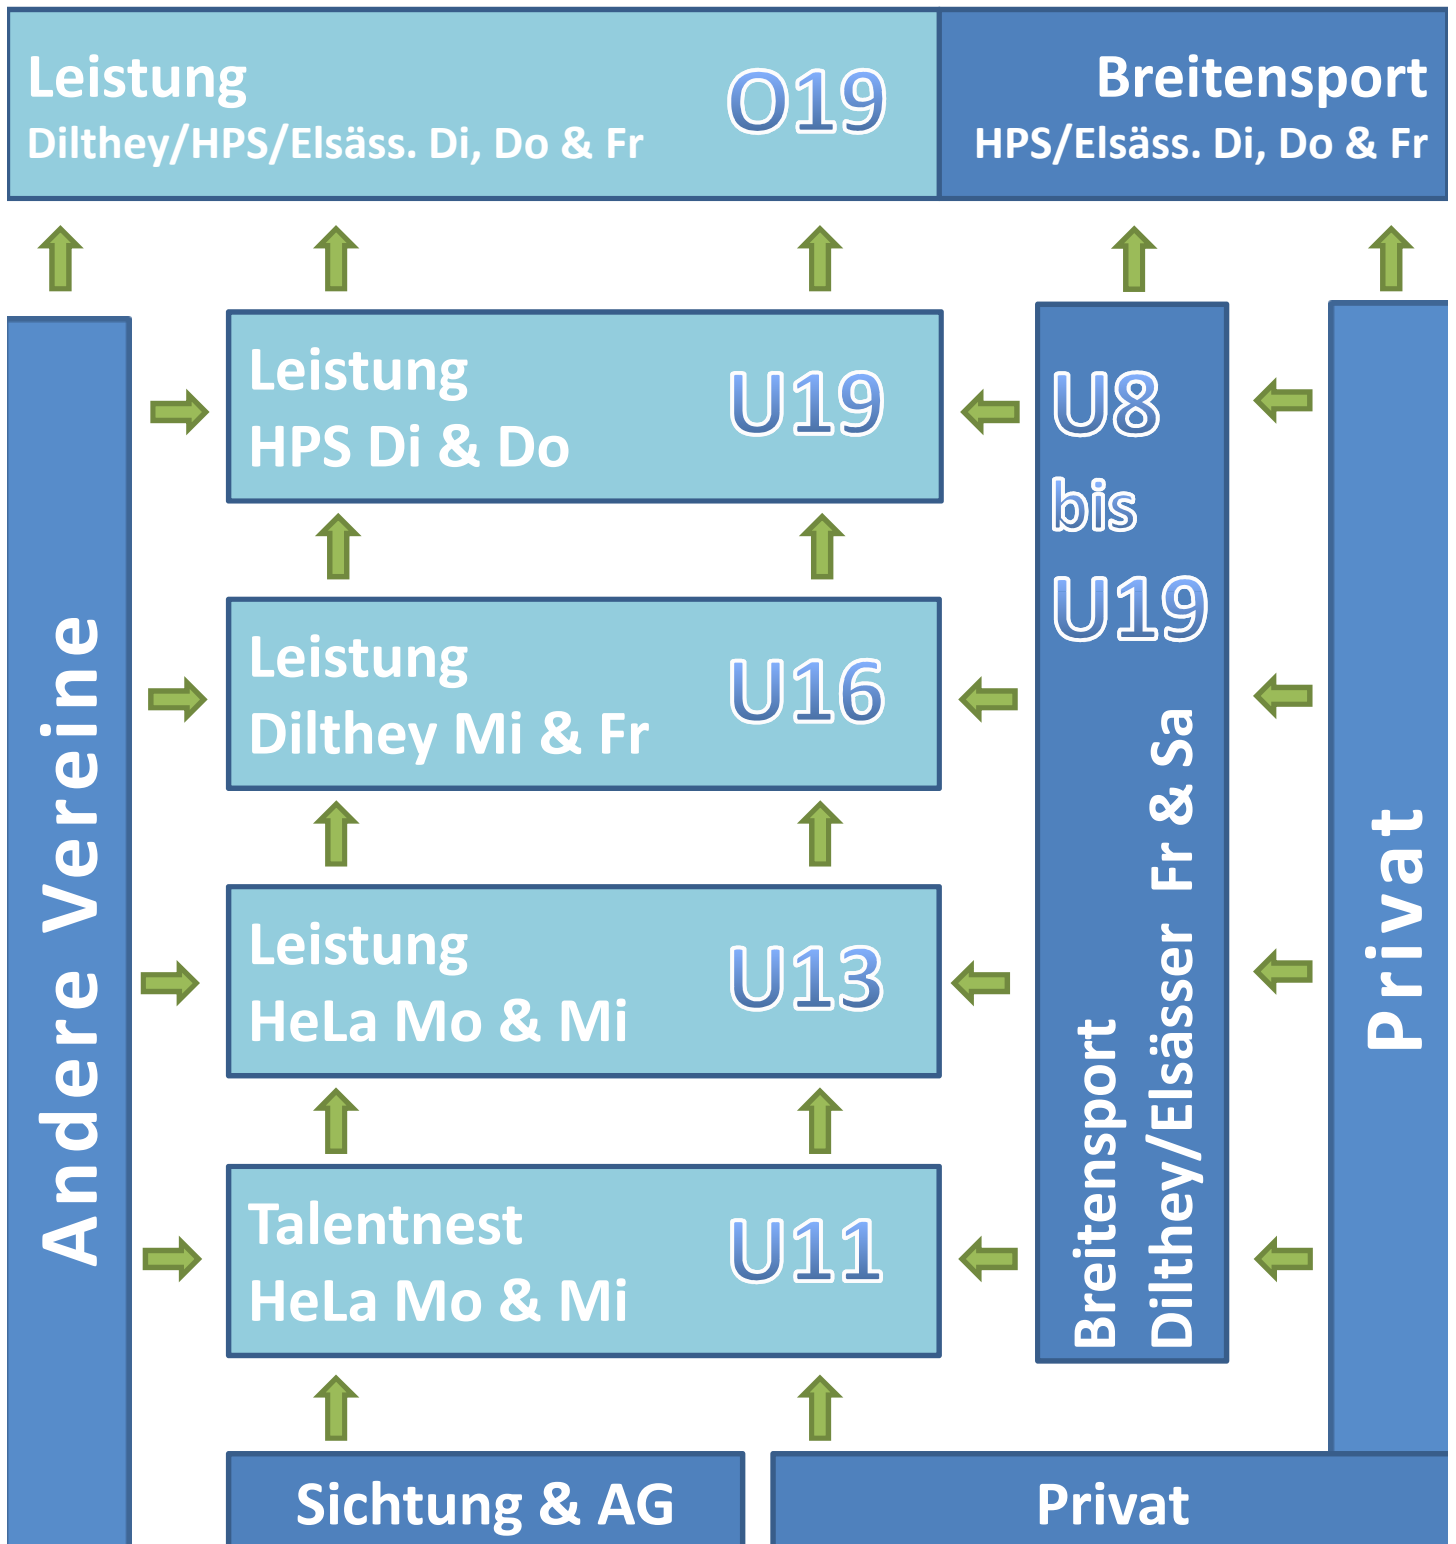 Leistung
O19
Dilthey/HPS/Elsäss. Di, Do & Fr
Breitensport
HPS/Elsäss. Di, Do & Fr
Andere Vereine
Leistung
U19
HPS Di & Do
Leistung
U16
Dilthey Mi & Fr
Leistung
U13
HeLa Mo & Mi
Talentnest
U11
HeLa Mo & Mi
U8
bis
U19
Breitensport
Dilthey/Elsässer Fr & Sa
Privat
Sichtung & AG
Privat